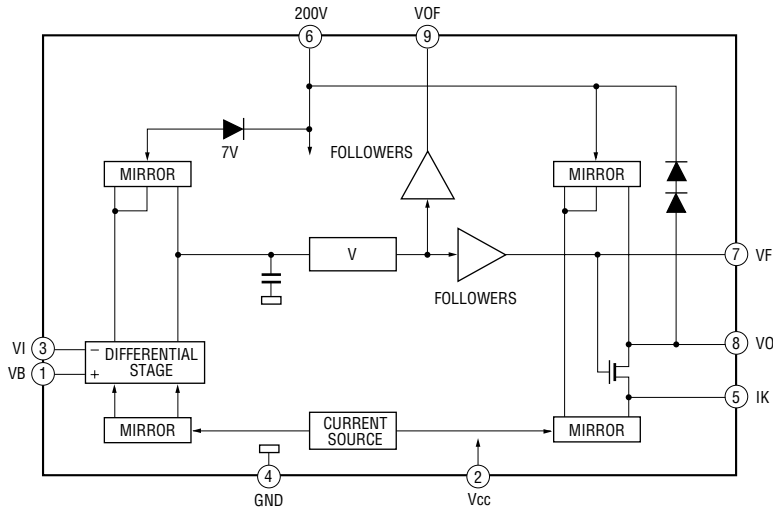 200V
VOF
6
9
7V
FOLLOWERS
MIRROR
MIRROR
V
7
VF
FOLLOWERS
VI
3
−
DIFFERENTIAL
STAGE
8
VO
VB
1
+
5
IK
MIRROR
CURRENT
SOURCE
MIRROR
4
2
GND
Vcc